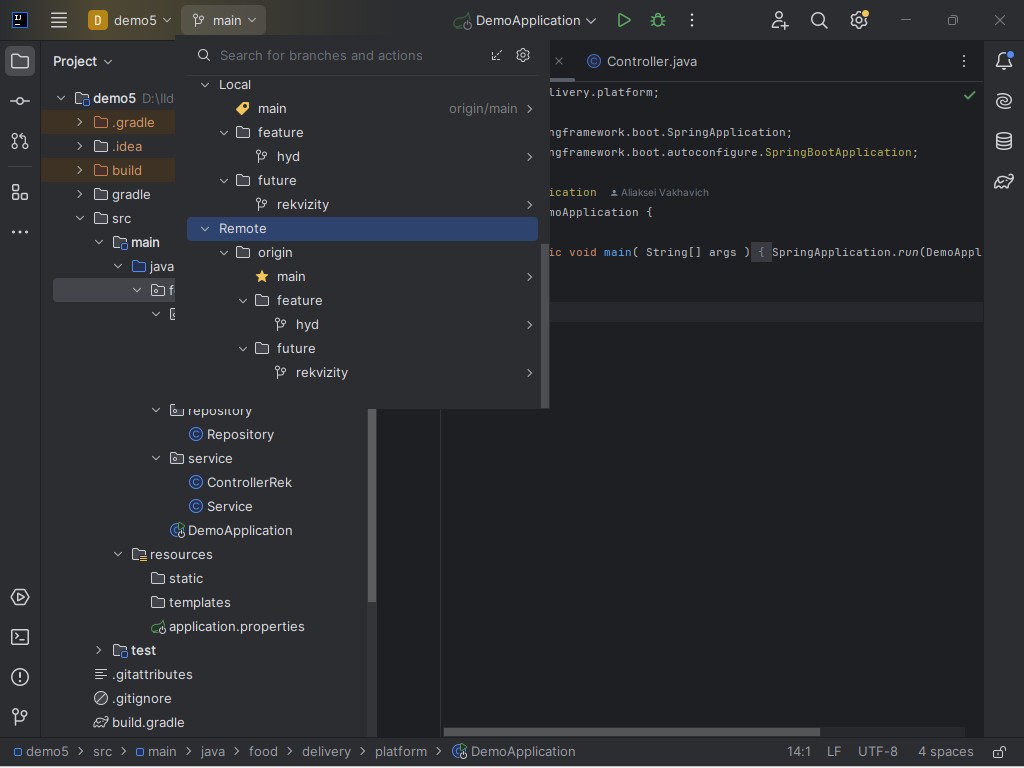 D demo5 main DemoApplication
Project
Search for branches and actions
Controller.java
Local
main origin/main
feature
hyd
future
rekvizity
Remote
origin
main
feature
hyd
future
rekvizity
demo5 D:\Ild
.gradle
.idea
build
gradle
src
main
java
f
repository
Repository
service
ControllerRek
Service
DemoApplication
resources
static
templates
application.properties
test
.gitattributes
.gitignore
build.gradle
livery.platform;
ngframework.boot.SpringApplication;
ngframework.boot.autoconfigure.SpringBootApplication;
ication Aliaksei Vakhavich
moApplication {
ic void main( String[] args ) { SpringApplication.run(DemoAppl
demo5 > src > main > java > food > delivery > platform > DemoApplication 14:1 LF UTF-8 4 spaces